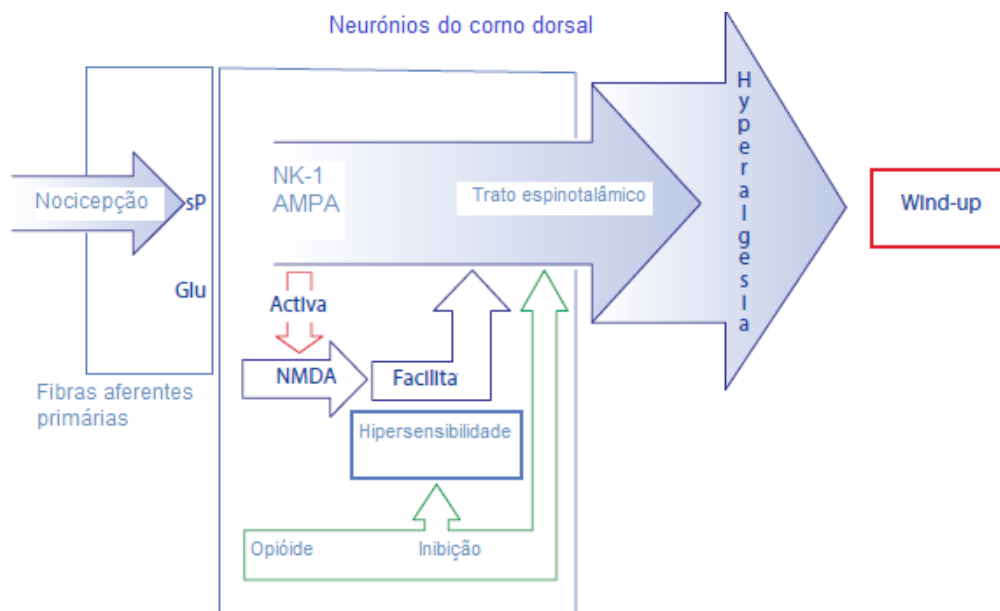 Neurónios do corno dorsal
Nocicepção
sP
Glu
Fibras aferentes
primárias
NK-1
AMPA
Trato espinotalâmico
Activa
NMDA
Facilita
Hipersensibilidade
Opióide
Inibição
Hyperalgesia
Wind-up